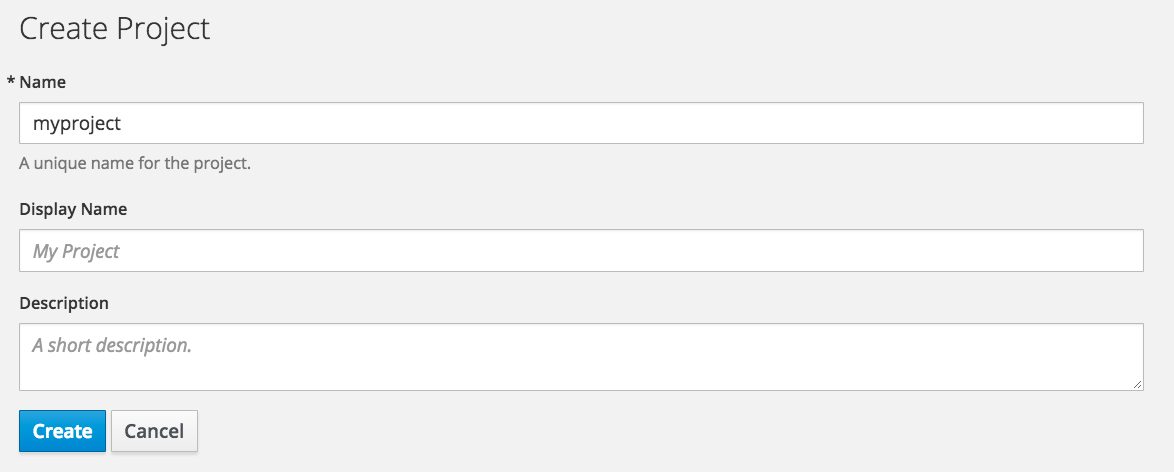 Create Project
* Name
myproject
A unique name for the project.
Display Name
My Project
Description
A short description.
Create Cancel